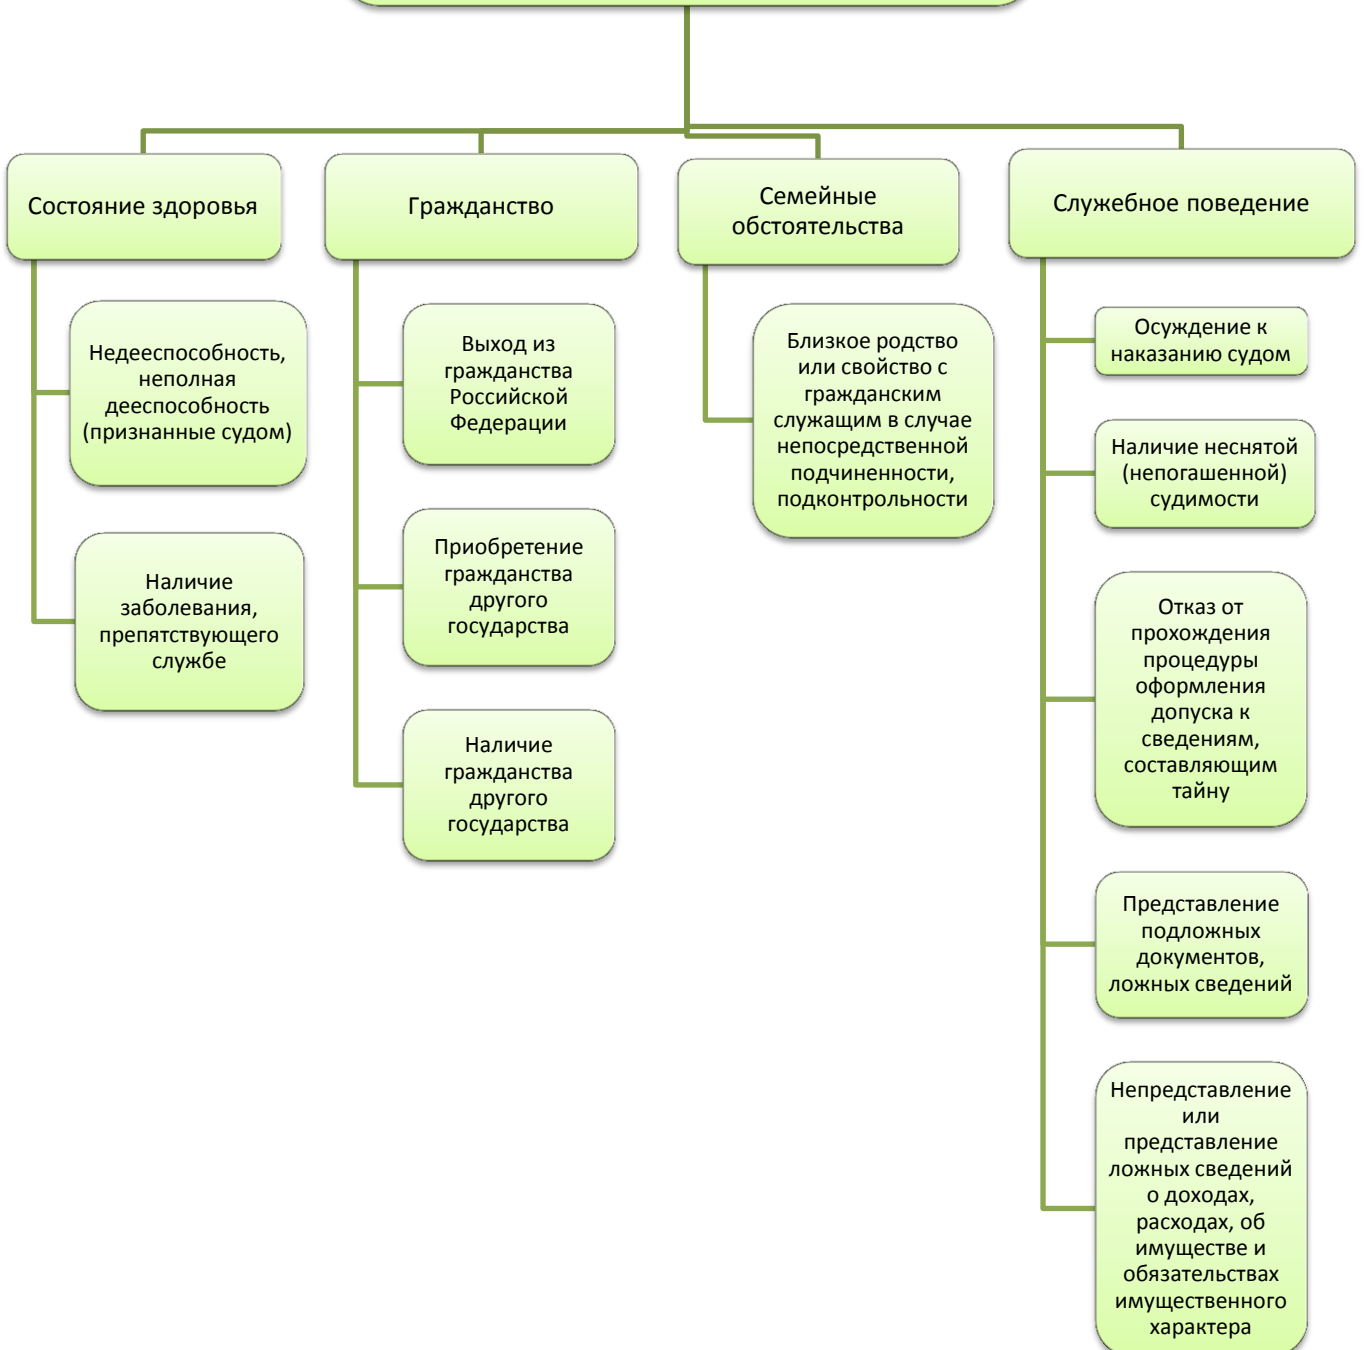 Состояние здоровья
Недееспособность,
неполная
дееспособность
(признанные судом)
Наличие
заболевания,
препятствующего
службе
Гражданство
Выход из
гражданства
Российской
Федерации
Приобретение
гражданства
другого
государства
Наличие
гражданства
другого
государства
Семейные
обстоятельства
Близкое родство
или свойство с
гражданским
служащим в случае
непосредственной
подчиненности,
подконтрольности
Служебное поведение
Осуждение к
наказанию судом
Наличие неснятой
(непогашенной)
судимости
Отказ от
прохождения
процедуры
оформления
допуска к
сведениям,
составляющим
тайну
Представление
подложных
документов,
ложных сведений
Непредставление
или
представление
ложных сведений
о доходах,
расходах, об
имуществе и
обязательствах
имущественного
характера